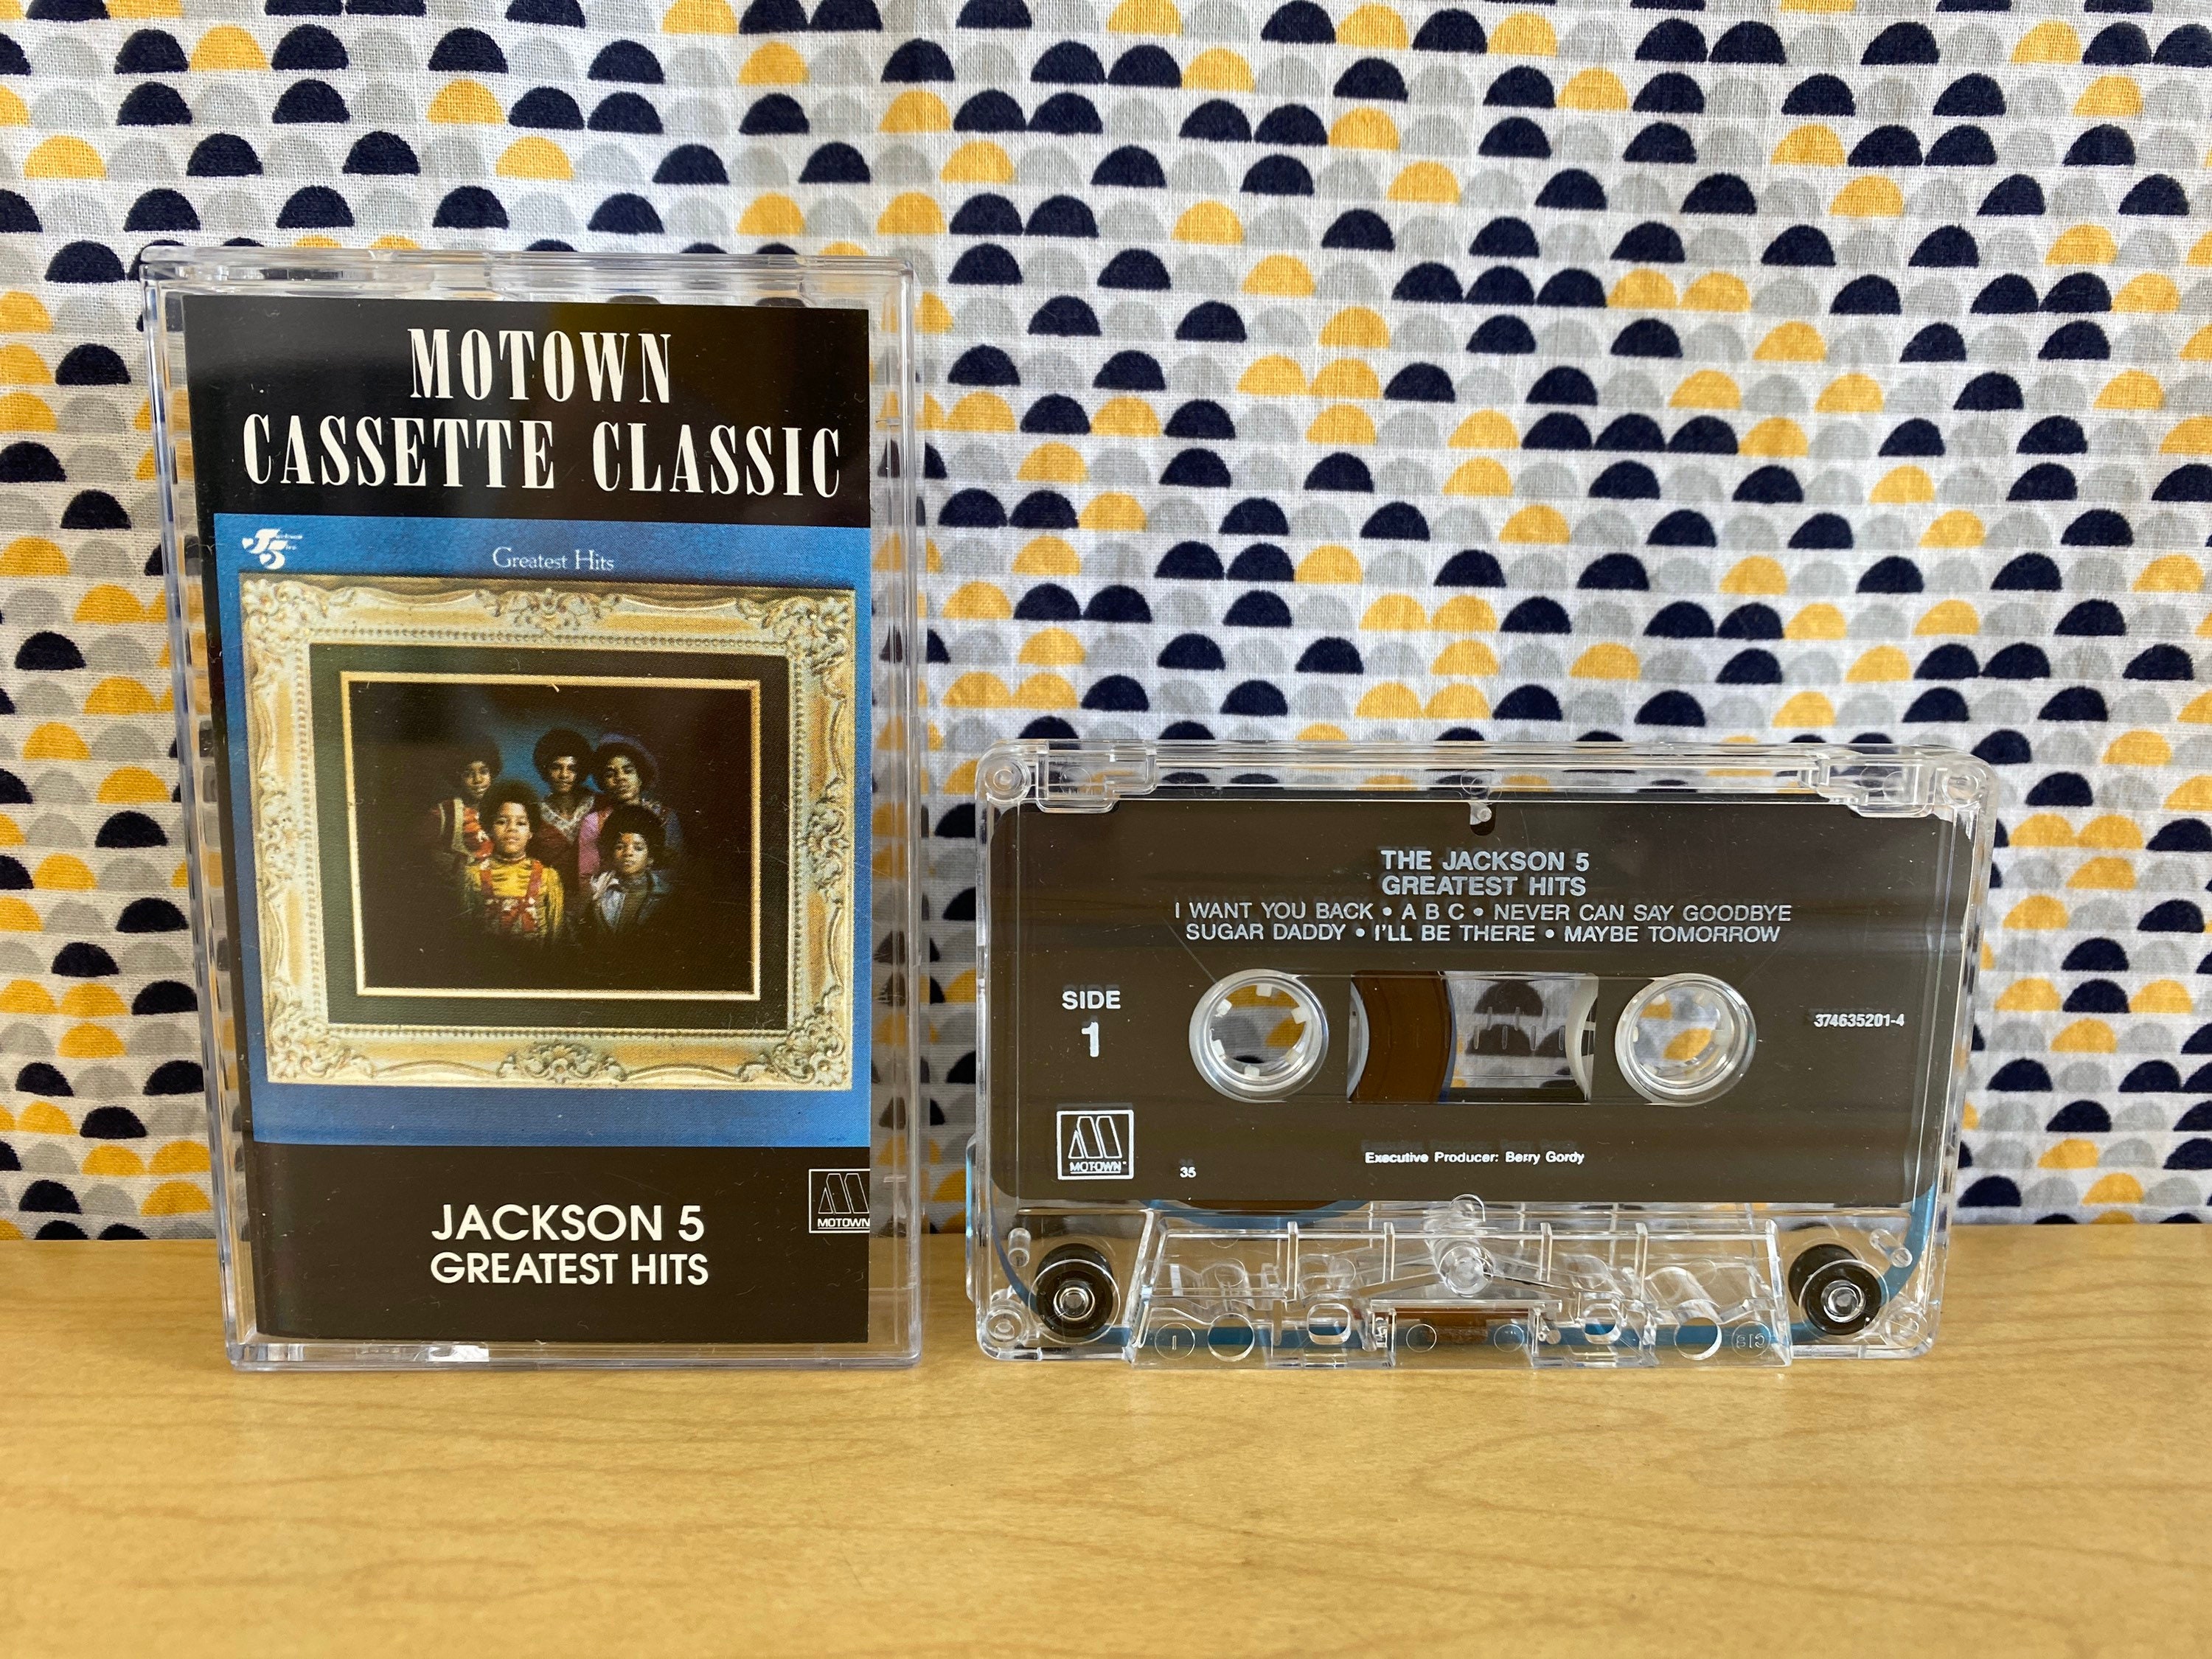 MOTOWN
CASSETTE CLASSIC
J5
Greatest Hits
JACKSON 5
GREATEST HITS
MOTOWN
THE JACKSON 5
GREATEST HITS
I WANT YOU BACK • A B C • NEVER CAN SAY GOODBYE
SUGAR DADDY • I'LL BE THERE • MAYBE TOMORROW
SIDE
1
374635201-4
MOTOWN™
35
Executive Producer: Berry Gordy